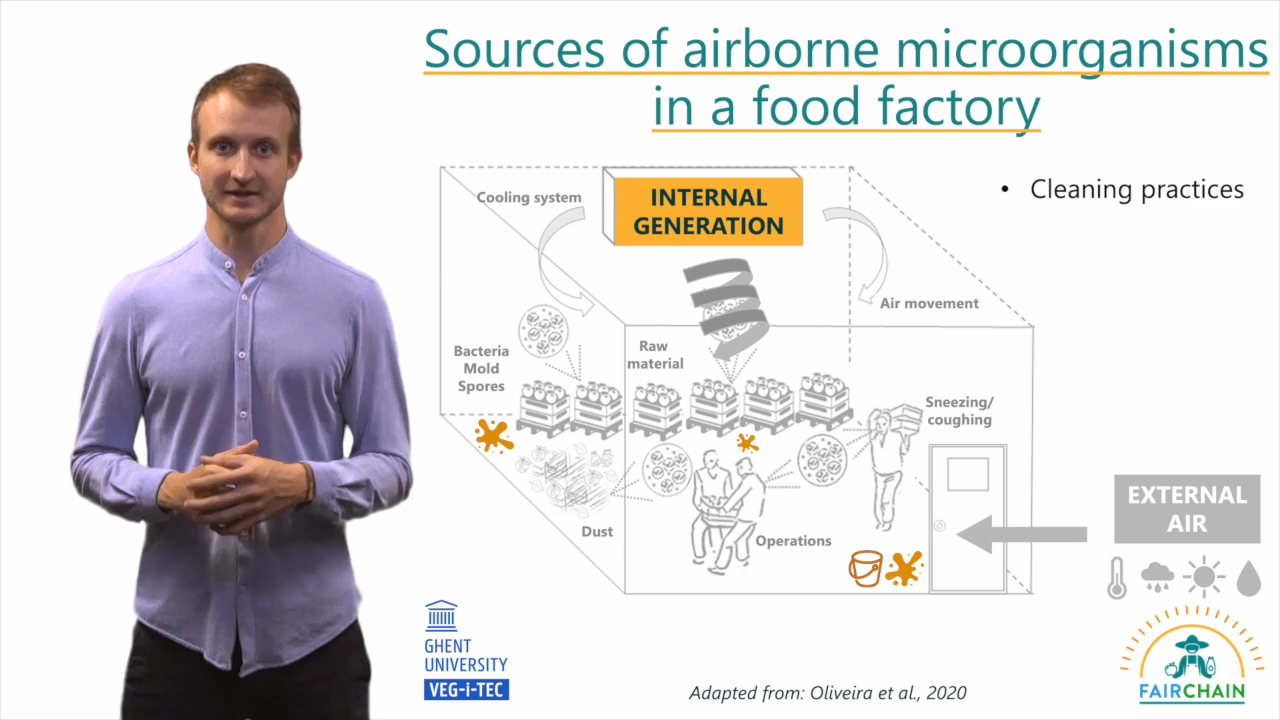 Sources of airborne microorganisms
in a food factory
• Cleaning practices
Cooling system
INTERNAL
GENERATION
Air movement
Bacteria
Mold
Spores
Raw
material
Sneezing/
coughing
Dust
Operations
EXTERNAL
AIR
GHENT
UNIVERSITY
VEG-i-TEC
Adapted from: Oliveira et al., 2020
FAIRCHAIN